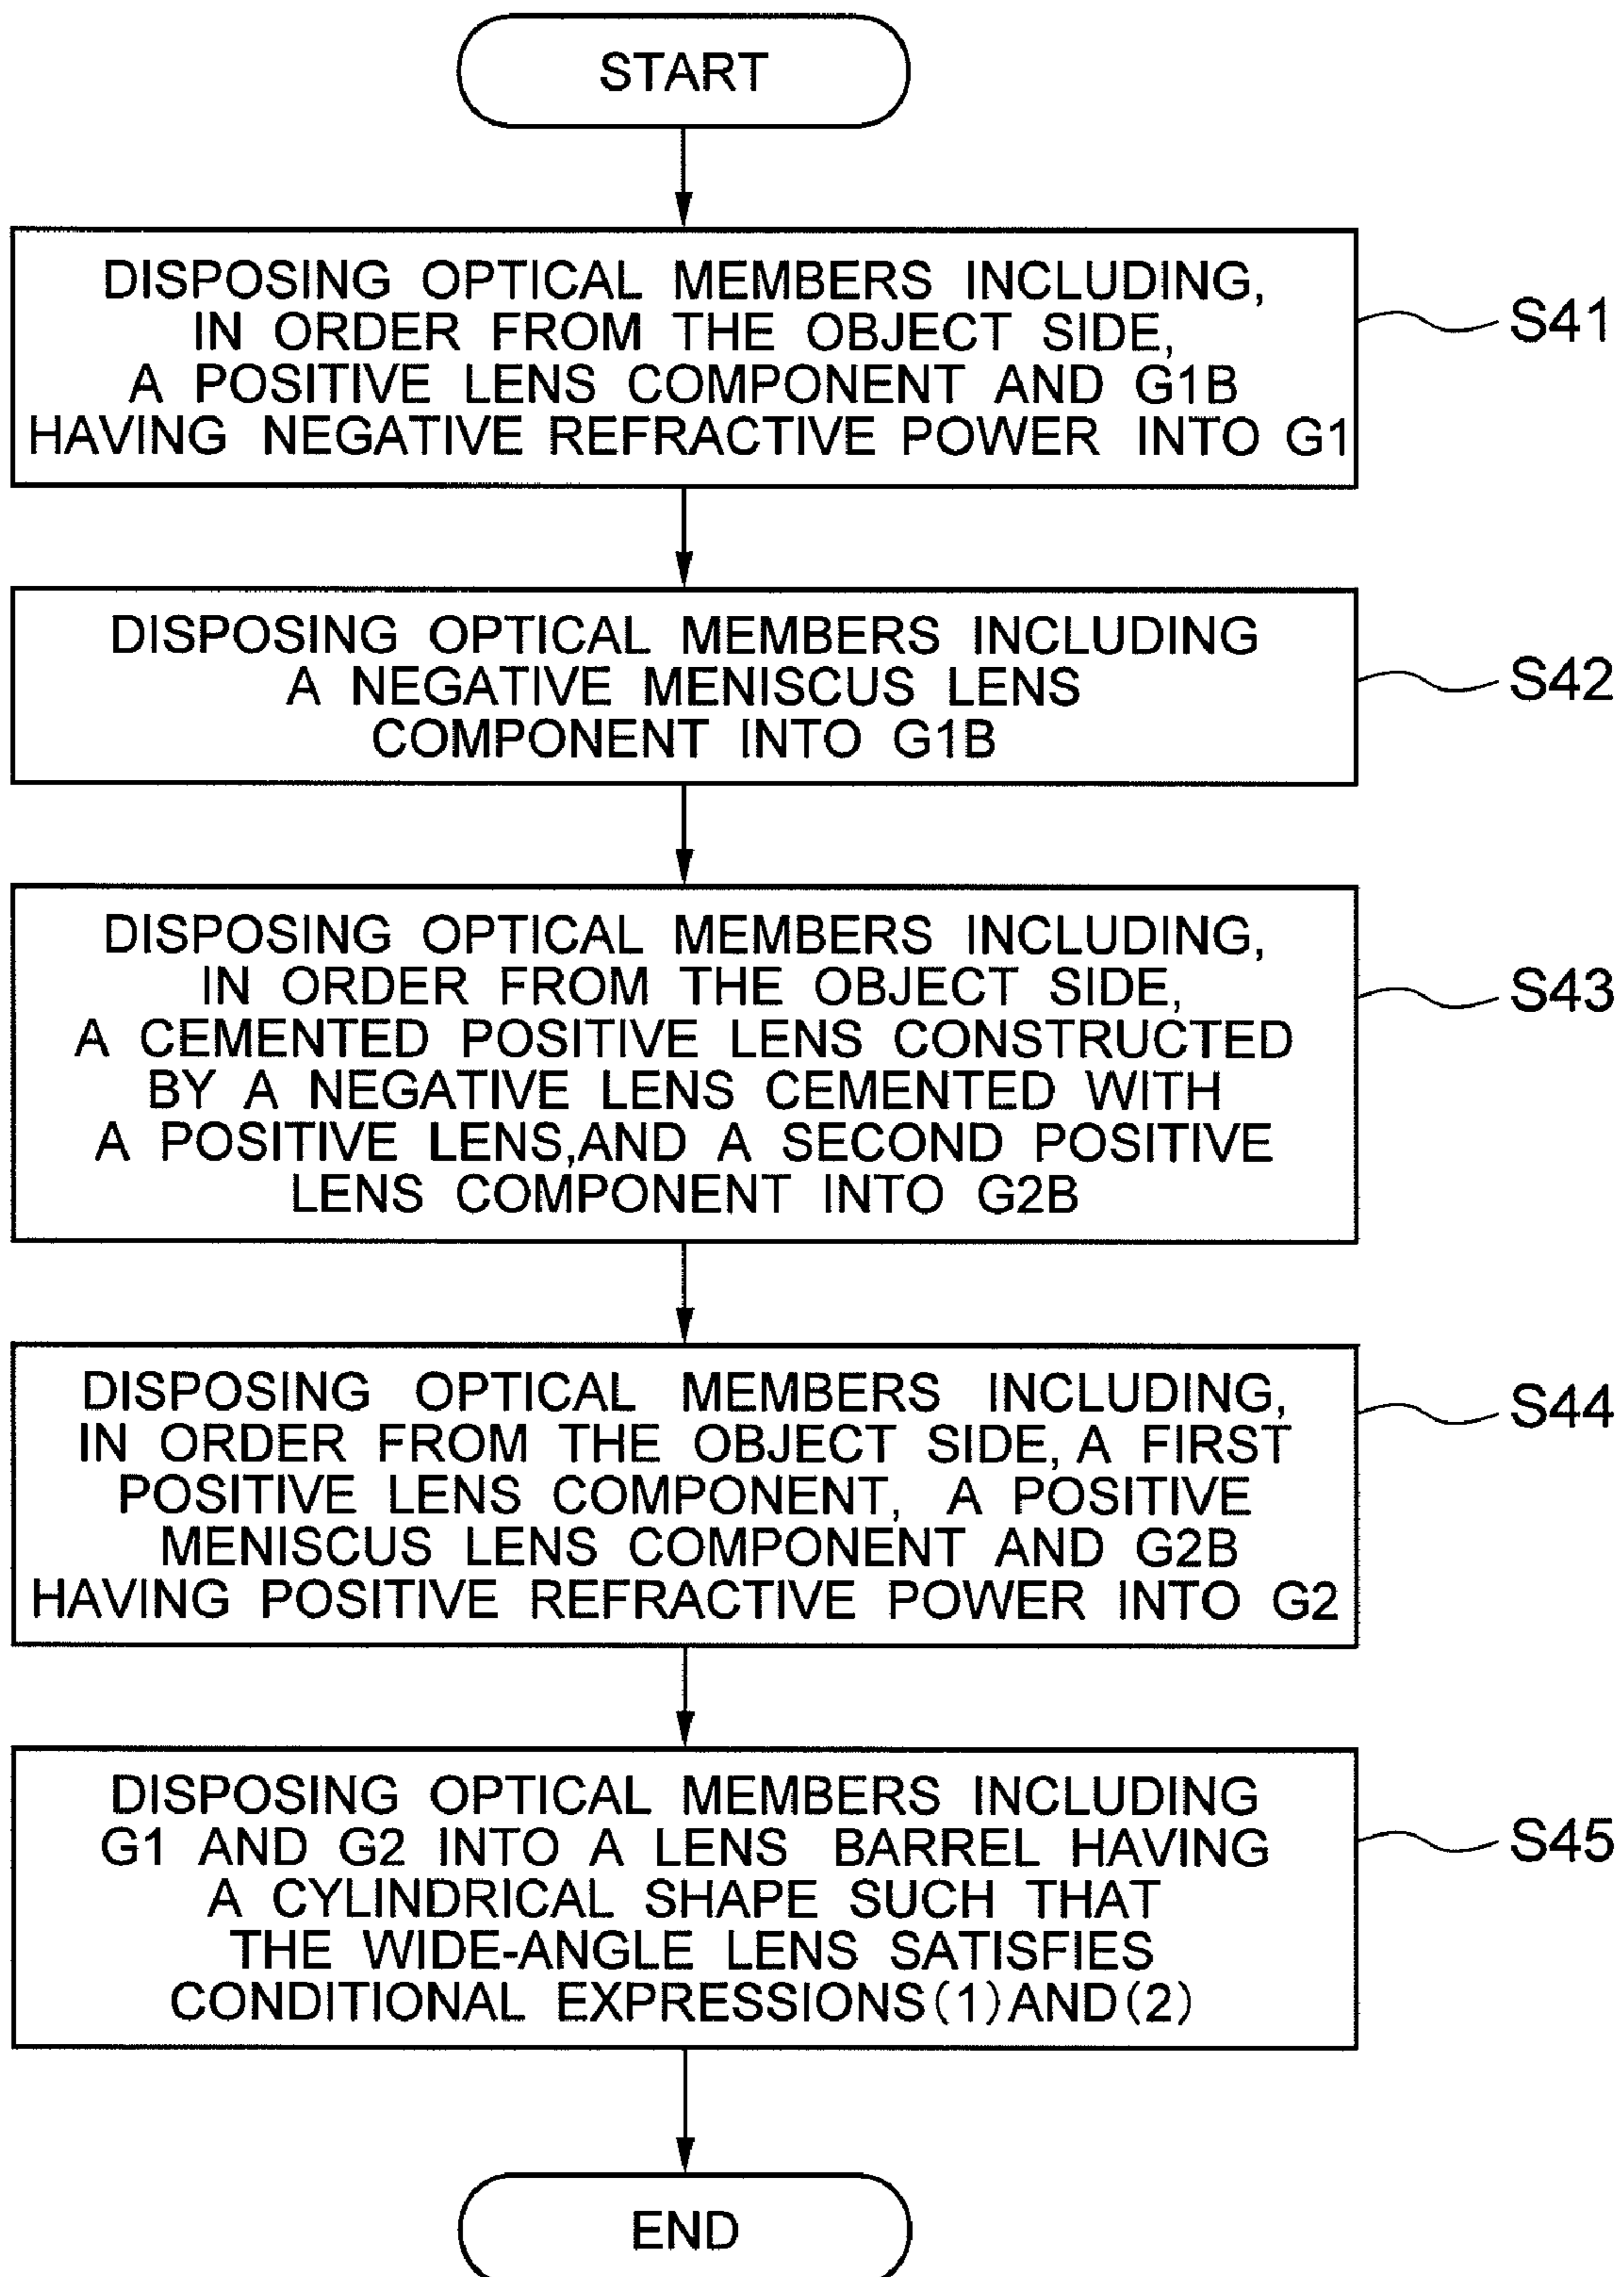 START
DISPOSING OPTICAL MEMBERS INCLUDING,
IN ORDER FROM THE OBJECT SIDE,
A POSITIVE LENS COMPONENT AND G1B
HAVING NEGATIVE REFRACTIVE POWER INTO G1
S41
DISPOSING OPTICAL MEMBERS INCLUDING
A NEGATIVE MENISCUS LENS
COMPONENT INTO G1B
S42
DISPOSING OPTICAL MEMBERS INCLUDING,
IN ORDER FROM THE OBJECT SIDE,
A CEMENTED POSITIVE LENS CONSTRUCTED
BY A NEGATIVE LENS CEMENTED WITH
A POSITIVE LENS,AND A SECOND POSITIVE
LENS COMPONENT INTO G2B
S43
DISPOSING OPTICAL MEMBERS INCLUDING,
IN ORDER FROM THE OBJECT SIDE, A FIRST
POSITIVE LENS COMPONENT, A POSITIVE
MENISCUS LENS COMPONENT AND G2B
HAVING POSITIVE REFRACTIVE POWER INTO G2
S44
DISPOSING OPTICAL MEMBERS INCLUDING
G1 AND G2 INTO A LENS BARREL HAVING
A CYLINDRICAL SHAPE SUCH THAT
THE WIDE-ANGLE LENS SATISFIES
CONDITIONAL EXPRESSIONS(1)AND(2)
S45
END